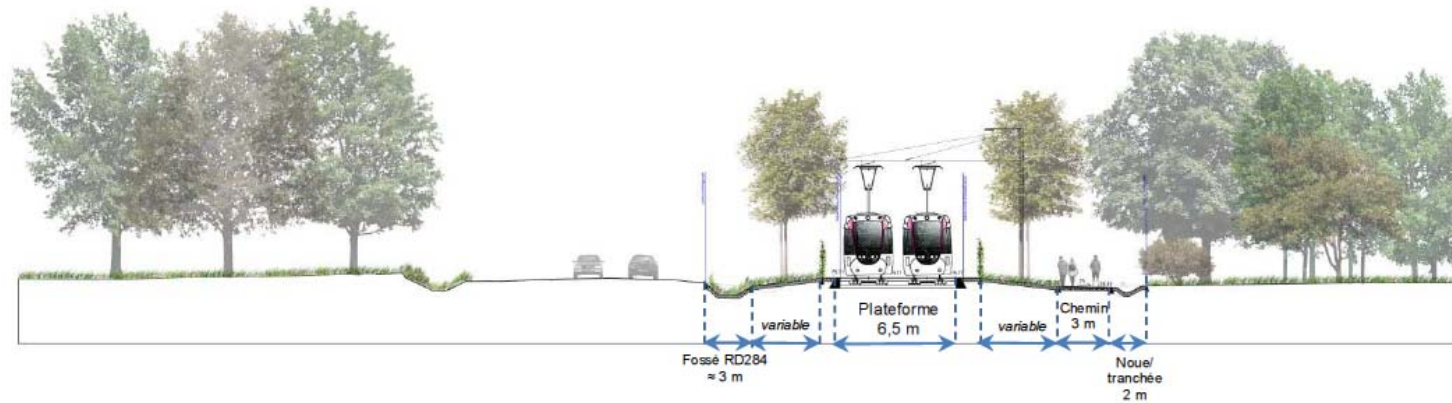 Fossé RD284
≈ 3 m
variable
Plateforme
6,5 m
variable
Chemin
3 m
Noue/
tranchée
2 m